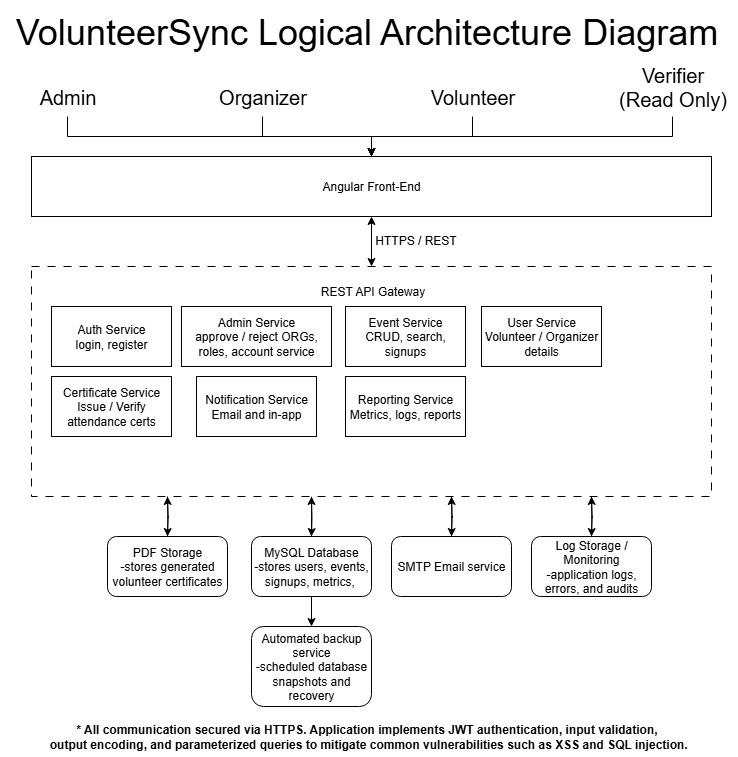 VolunteerSync Logical Architecture Diagram
Admin
Organizer
Volunteer
Verifier
(Read Only)
Angular Front-End
HTTPS / REST
REST API Gateway
Auth Service
login, register
Admin Service
approve / reject ORGs,
roles, account service
Event Service
CRUD, search,
signups
User Service
Volunteer / Organizer
details
Certificate Service
Issue / Verify
attendance certs
Notification Service
Email and in-app
Reporting Service
Metrics, logs, reports
PDF Storage
-stores generated
volunteer certificates
MySQL Database
-stores users, events,
signups, metrics,
SMTP Email service
Log Storage /
Monitoring
-application logs,
errors, and audits
Automated backup
service
-scheduled database
snapshots and
recovery
* All communication secured via HTTPS. Application implements JWT authentication, input validation,
output encoding, and parameterized queries to mitigate common vulnerabilities such as XSS and SQL injection.